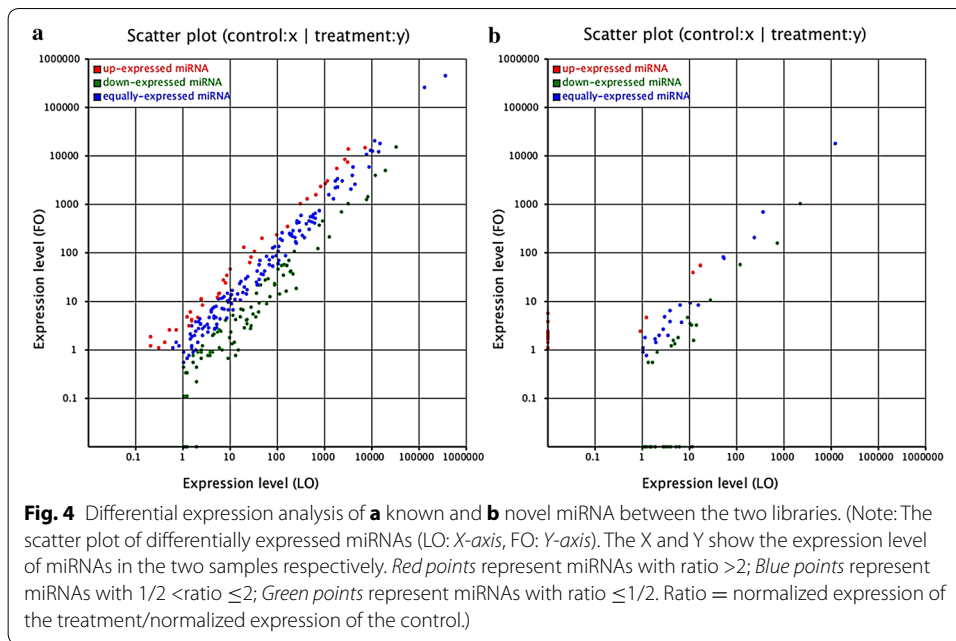 a
Scatter plot (control:x | treatment:y)
1000000
100000
10000
1000
100
10
1
0.1
up-expressed miRNA
down-expressed miRNA
equally-expressed miRNA
Expression level (FO)
0.1 1 10 100 1000 10000 100000 1000000
Expression level (LO)
b
Scatter plot (control:x | treatment:y)
1000000
100000
10000
1000
100
10
1
0.1
up-expressed miRNA
down-expressed miRNA
equally-expressed miRNA
Expression level (FO)
0.1 1 10 100 1000 10000 100000 1000000
Expression level (LO)
Fig. 4 Differential expression analysis of a known and b novel miRNA between the two libraries. (Note: The
scatter plot of differentially expressed miRNAs (LO: X-axis, FO: Y-axis). The X and Y show the expression level
of miRNAs in the two samples respectively. Red points represent miRNAs with ratio >2; Blue points represent
miRNAs with 1/2 <ratio ≤2; Green points represent miRNAs with ratio ≤1/2. Ratio = normalized expression of
the treatment/normalized expression of the control.)